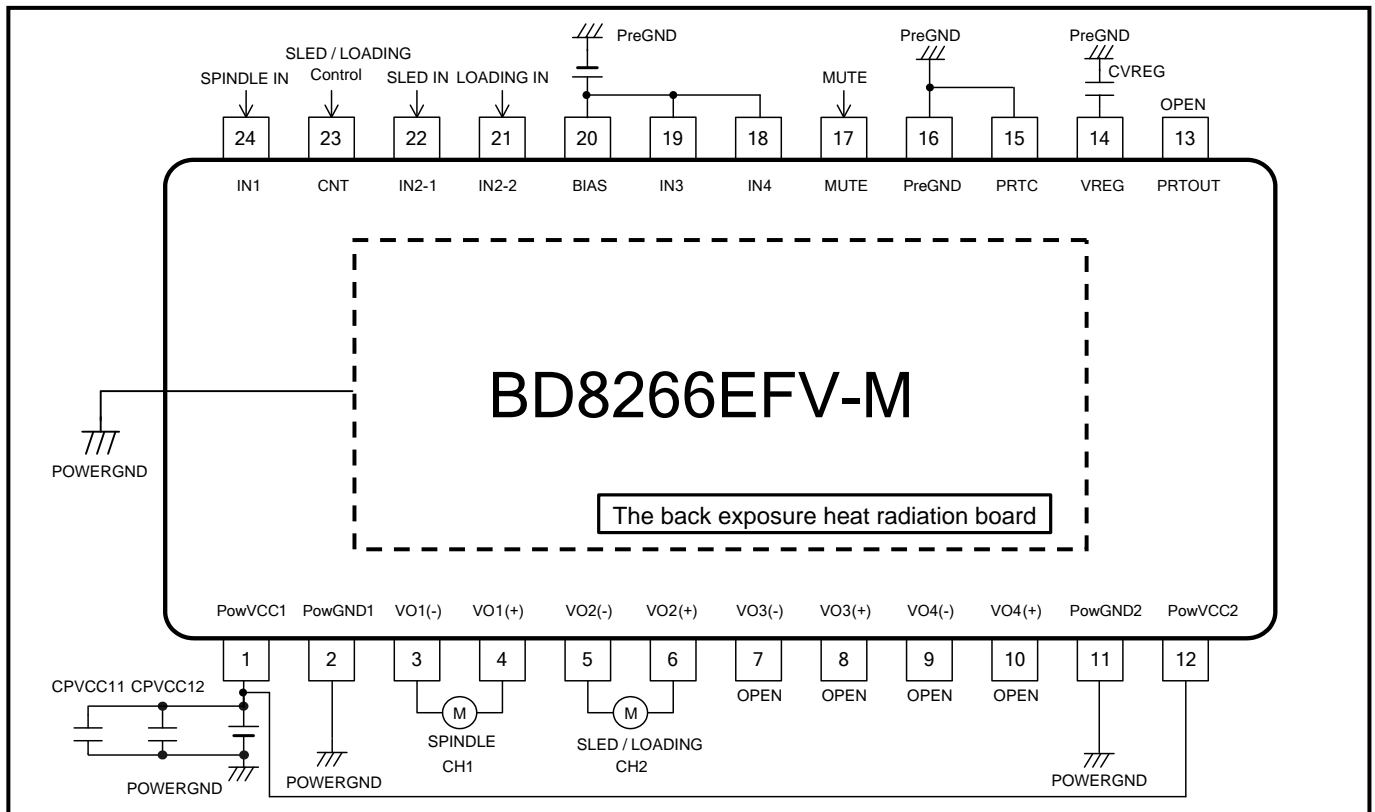 PreGND PreGND PreGND
SLED / LOADING
Control
SPINDLE IN SLED IN LOADING IN MUTE CVREG
OPEN
24 23 22 21 20 19 18 17 16 15 14 13
IN1 CNT IN2-1 IN2-2 BIAS IN3 IN4 MUTE PreGND PRTC VREG PRTOUT
BD8266EFV-M
POWERGND
The back exposure heat radiation board
PowVCC1 PowGND1 VO1(-) VO1(+) VO2(-) VO2(+) VO3(-) VO3(+) VO4(-) VO4(+) PowGND2 PowVCC2
1 2 3 4 5 6 7 8 9 10 11 12
CPVCC11 CPVCC12 OPEN OPEN OPEN OPEN
M M
SPINDLE SLED / LOADING
CH1 CH2
POWERGND POWERGND POWERGND